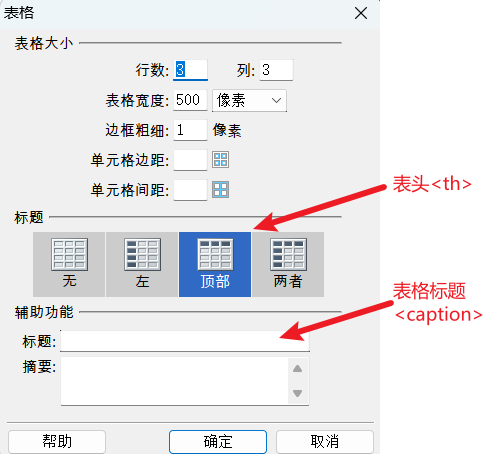 表格
表格大小
行数: 3 列: 3
表格宽度: 500 像素
边框粗细: 1 像素
单元格边距:
单元格间距:
表头<th>
标题
无 左 顶部 两者
表格标题
<caption>
辅助功能
标题:
摘要:
帮助 确定 取消